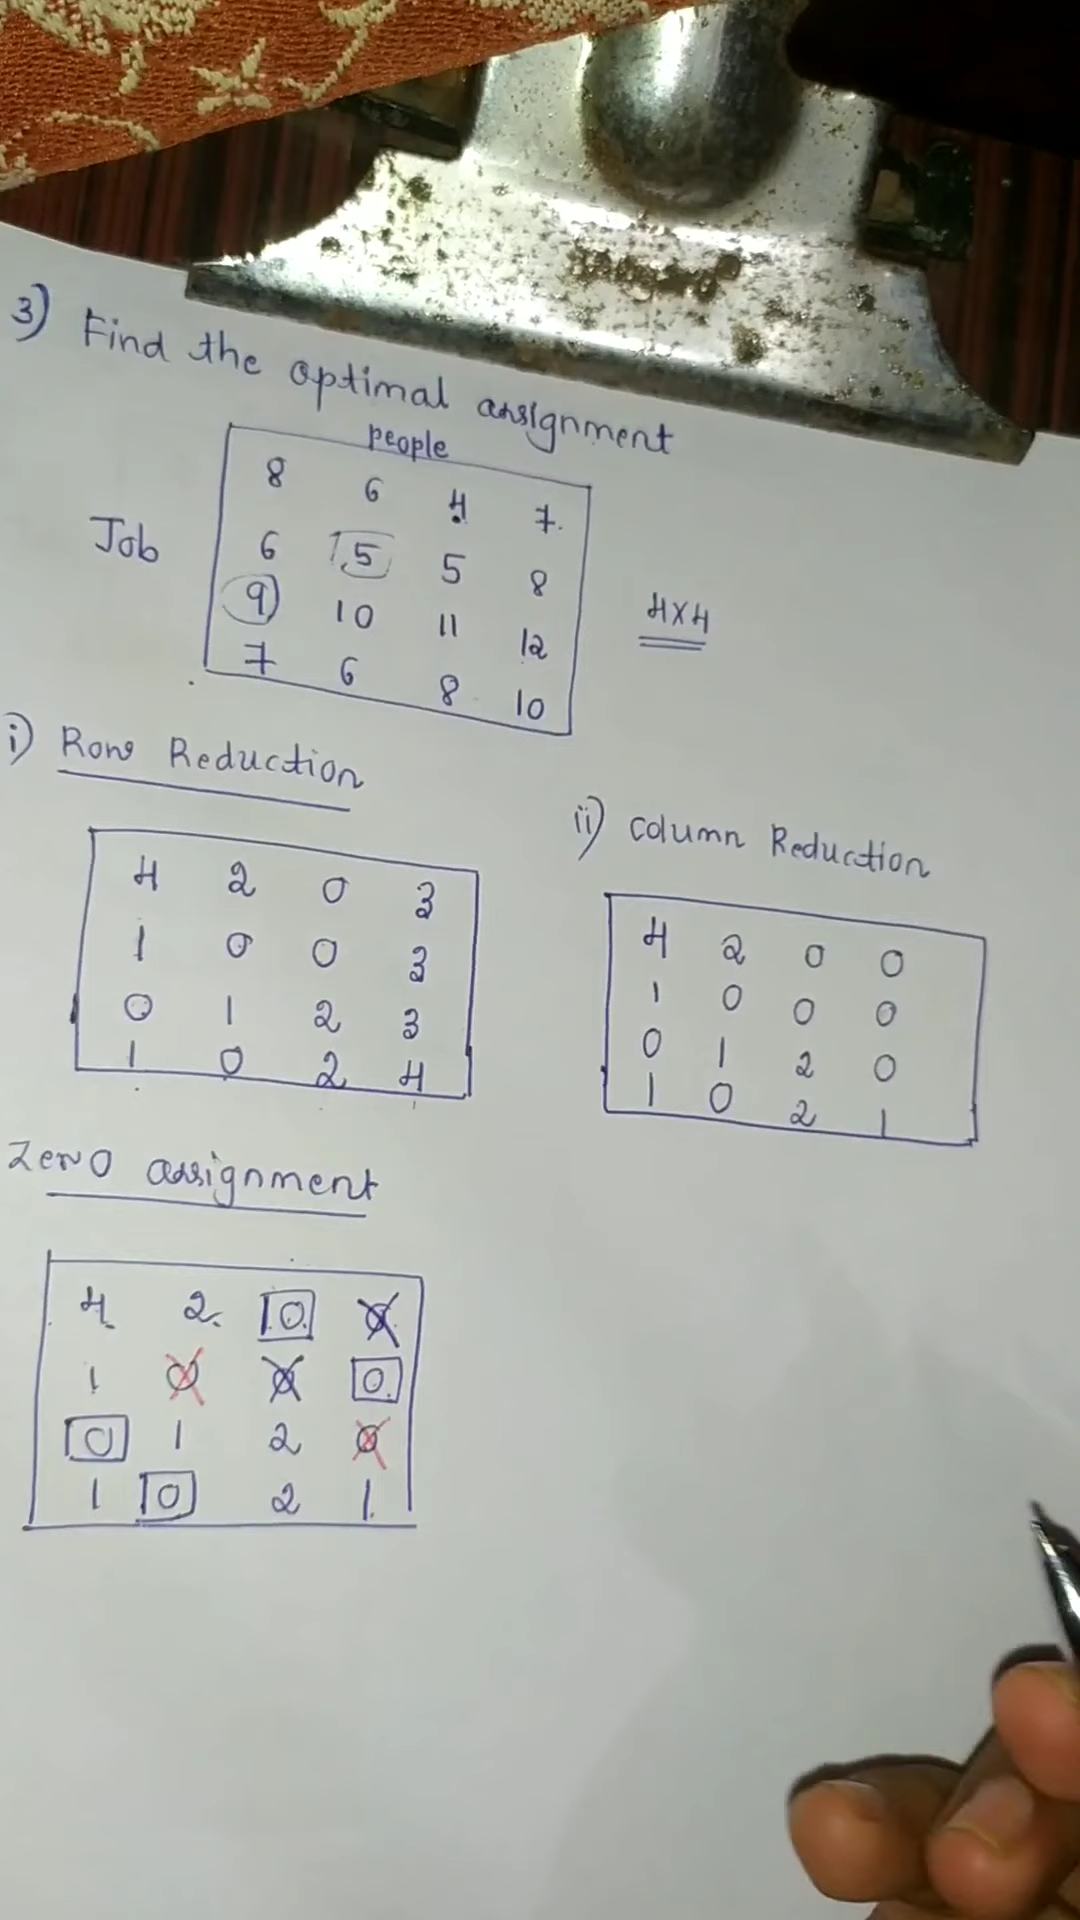 3) Find the optimal assignment
people
Job
8 6 4 7.
6 5 5 8
9 10 11 12
7 6 8 10
4X4
i) Row Reduction
4 2 0 3
1 0 0 3
0 1 2 3
1 0 2 4
ii) Column Reduction
4 2 0 0
1 0 0 0
0 1 2 0
1 0 2 1
Zero assignment
4 2 0 0
1 0 0 0
0 1 2 0
1 0 2 1